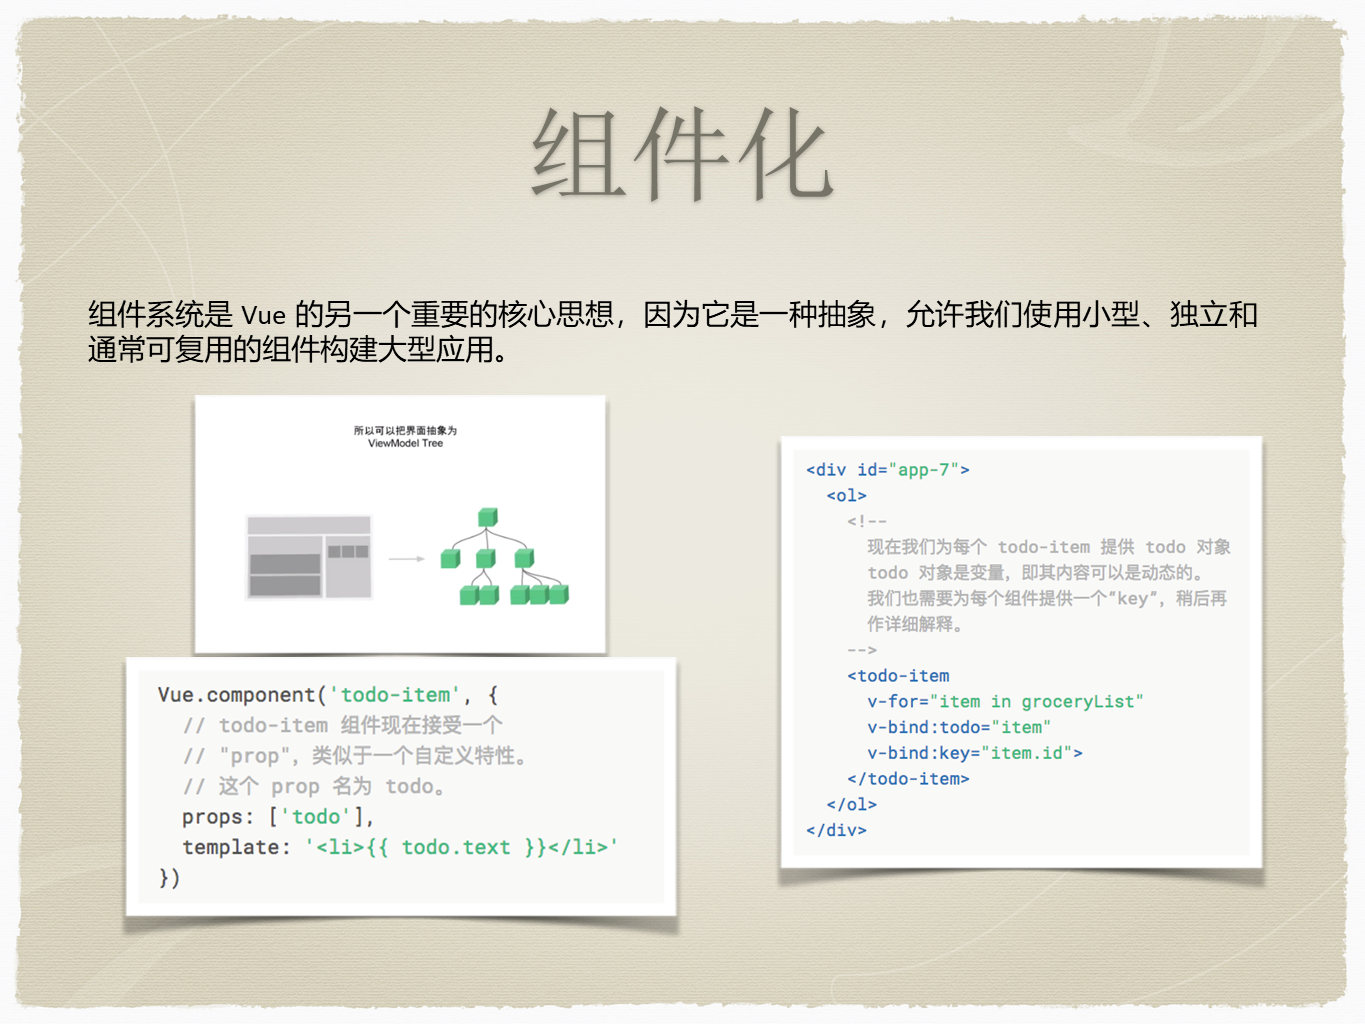 组件化
组件系统是 Vue 的另一个重要的核心思想，因为它是一种抽象，允许我们使用小型、独立和
通常可复用的组件构建大型应用。
所以可以把界面抽象为
ViewModel Tree
Vue.component('todo-item', {
  // todo-item 组件现在接受一个
  // "prop"，类似于一个自定义特性。
  // 这个 prop 名为 todo。
  props: ['todo'],
  template: '<li>{{ todo.text }}</li>'
})
<div id="app-7">
  <ol>
    <!--
      现在我们为每个 todo-item 提供 todo 对象
      todo 对象是变量，即其内容可以是动态的。
      我们也需要为每个组件提供一个“key”，稍后再
      作详细解释。
    -->
    <todo-item
      v-for="item in groceryList"
      v-bind:todo="item"
      v-bind:key="item.id">
    </todo-item>
  </ol>
</div>